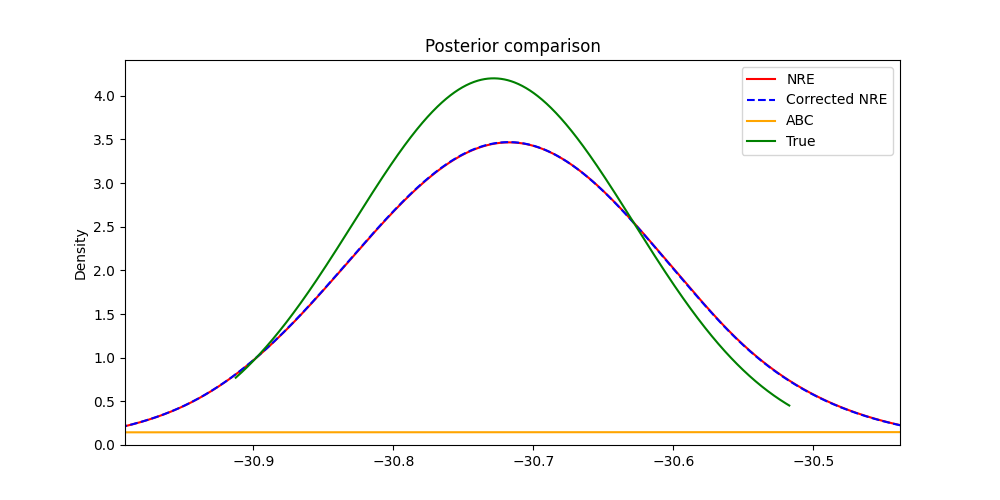 Posterior comparison
NRE
Corrected NRE
ABC
True
Density
4.0
3.5
3.0
2.5
2.0
1.5
1.0
0.5
0.0
−30.9 −30.8 −30.7 −30.6 −30.5